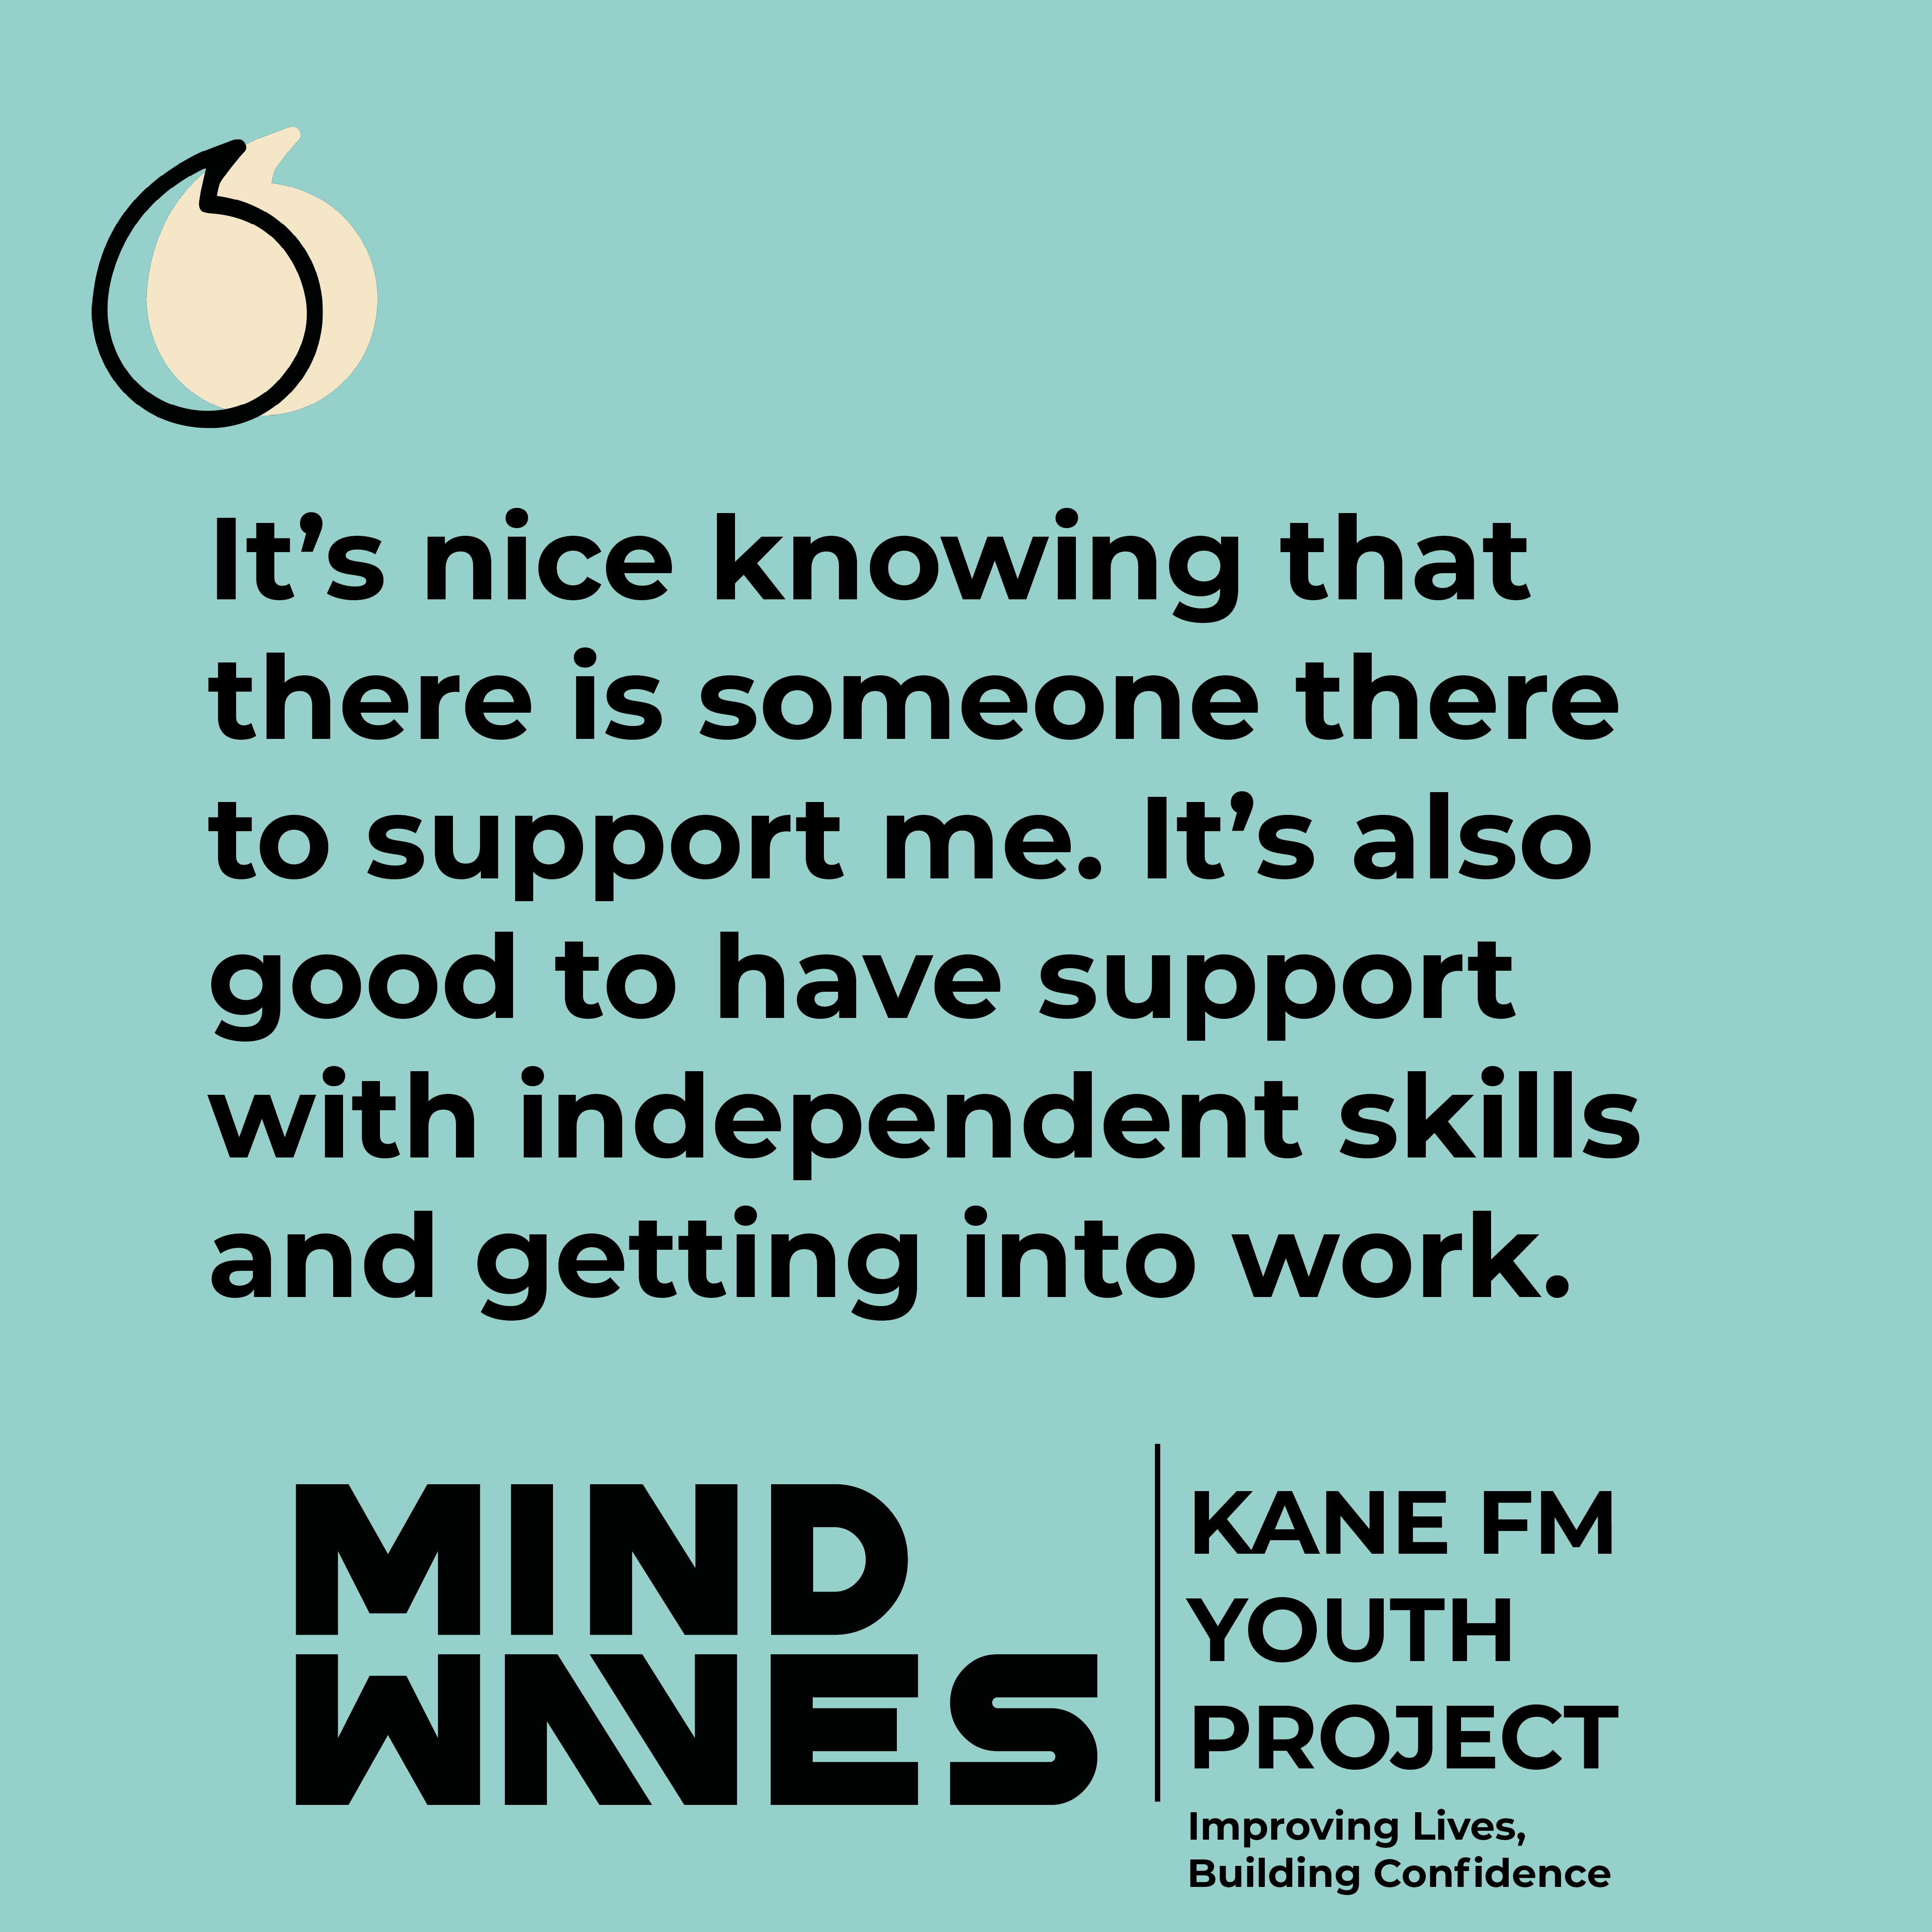 It’s nice knowing that
there is someone there
to support me. It’s also
good to have support
with independent skills
and getting into work.
MIND
WAVES
KANE FM
YOUTH
PROJECT
Improving Lives,
Building Confidence